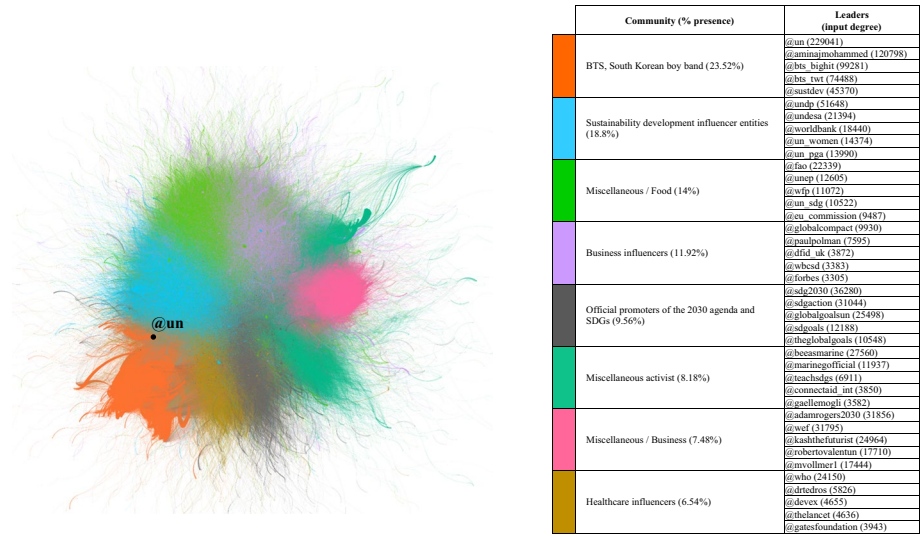 @un
Community (% presence)
Leaders
(input degree)
BTS, South Korean boy band (23.52%)
@un (229041)
@aminajmohammed (120798)
@bts_bighit (99281)
@bts_twt (74488)
@sustdev (45370)
Sustainability development influencer entities
(18.8%)
@undp (51648)
@undesa (21394)
@worldbank (18440)
@un_women (14374)
@un_pga (13990)
Miscellaneous / Food (14%)
@fao (22339)
@unep (12605)
@wfp (11072)
@un_sdg (10522)
@eu_commission (9487)
Business influencers (11.92%)
@globalcompact (9930)
@paulpolman (7595)
@dfid_uk (3872)
@wbcsd (3383)
@forbes (3305)
Official promoters of the 2030 agenda and
SDGs (9.56%)
@sdg2030 (36280)
@sdgaction (31044)
@globalgoalsun (25498)
@sdgoals (12188)
@theglobalgoals (10548)
Miscellaneous activist (8.18%)
@beeasmarine (27560)
@marinegofficial (11937)
@teachsdgs (6911)
@connectaid_int (3850)
@gaellemogli (3582)
Miscellaneous / Business (7.48%)
@adamrogers2030 (31856)
@wef (31795)
@kashthefuturist (24964)
@robertovalentun (17710)
@mvollmer1 (17444)
Healthcare influencers (6.54%)
@who (24150)
@drtedros (5826)
@devex (4655)
@thelancet (4636)
@gatesfoundation (3943)